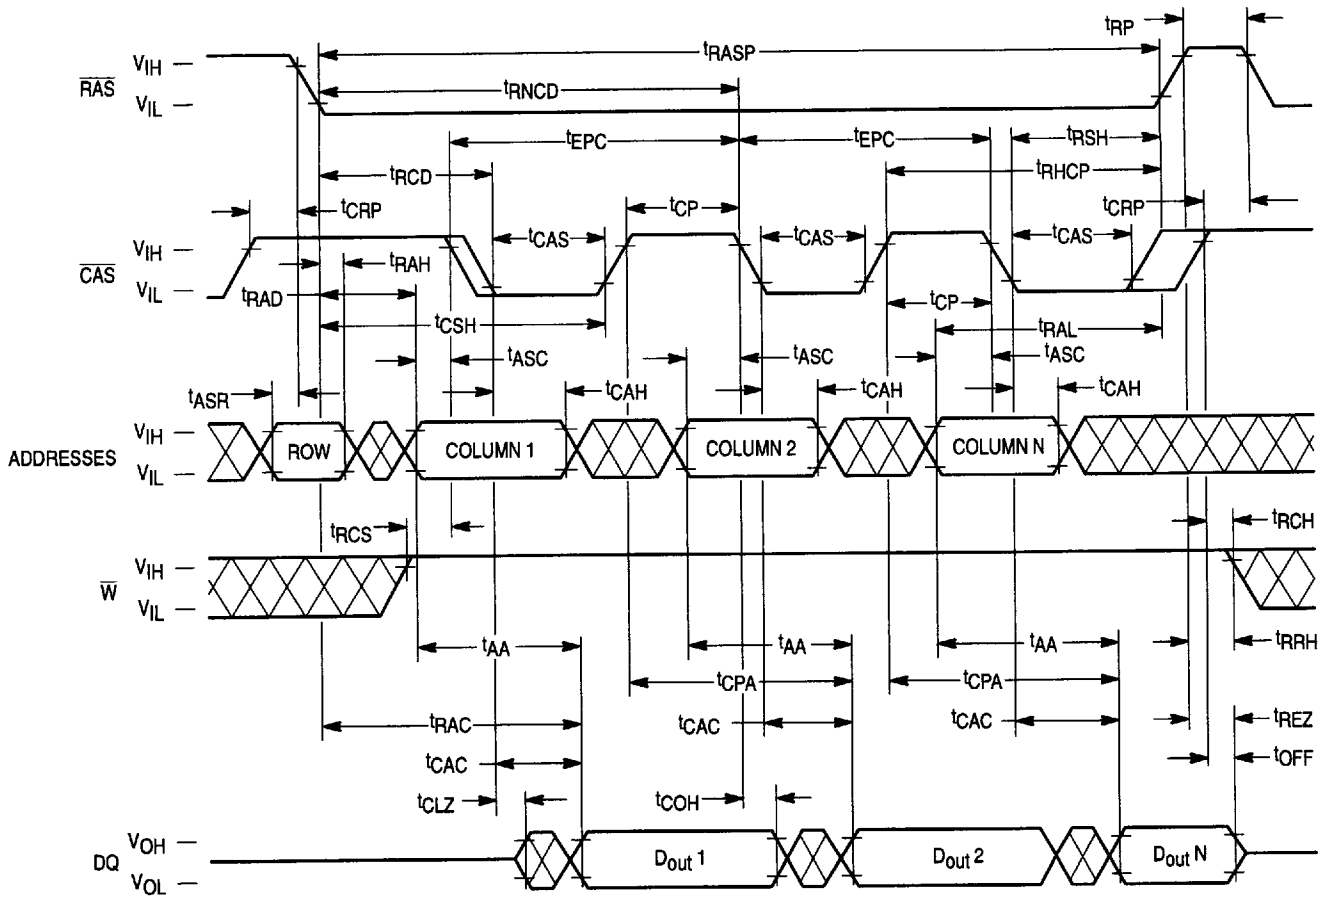 tRP
VIH
tRASP
RAS
tRNCD
VIL
tEPC tEPC tRSH
tRCD tRHCP
tCRP tCP tCRP
VIH
tCAS tCAS tCAS
CAS
tRAH
VIL
tRAD
tCP
tCSH tRAL
tASC tASC tASC
tASR tCAH tCAH tCAH
VIH
ADDRESSES ROW COLUMN 1 COLUMN 2 COLUMN N
VIL
tRCS tRCH
VIH
W
VIL
tAA tAA tAA tRRH
tCPA tCPA
tRAC tCAC tCAC tREZ
tCAC tOFF
tCLZ tCOH
VOH
DQ Dout 1 Dout 2 Dout N
VOL